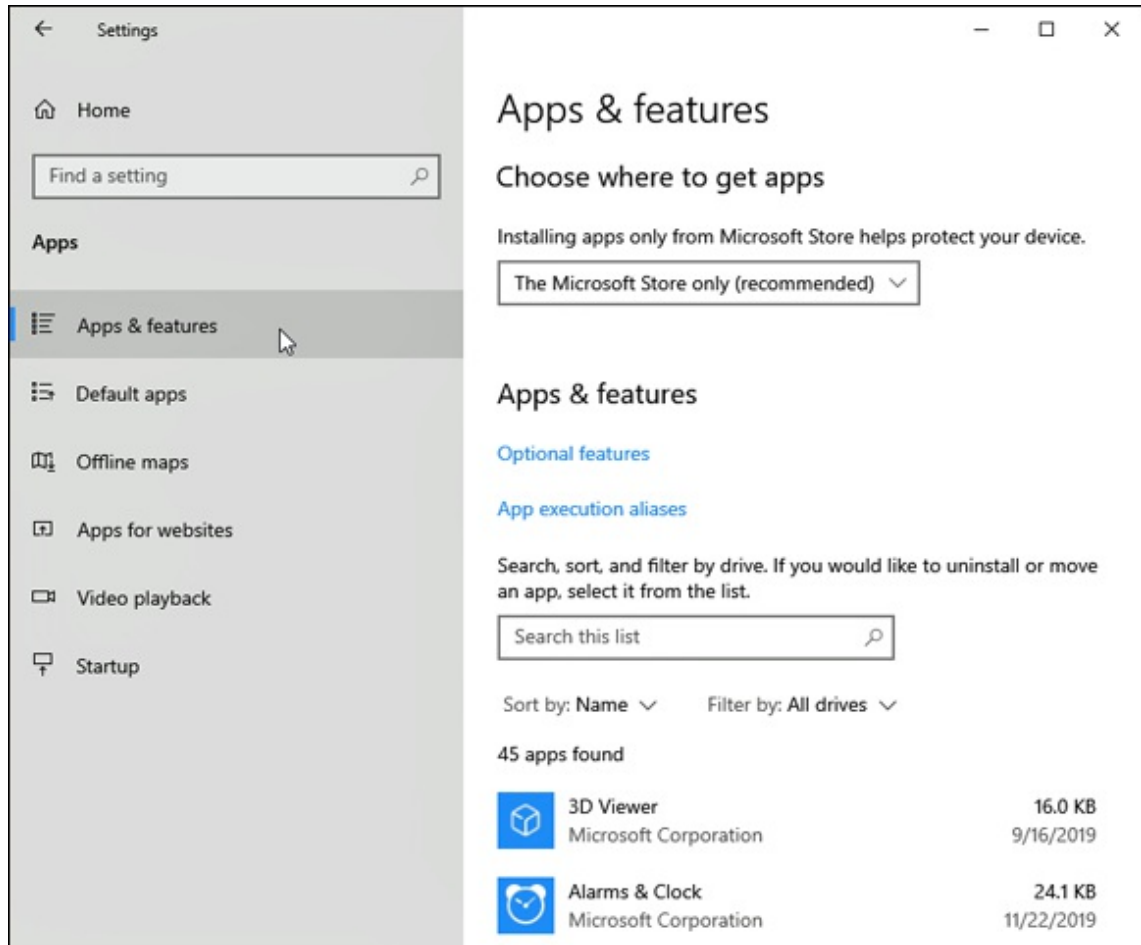 Settings
Home
Find a setting
Apps
Apps & features
Default apps
Offline maps
Apps for websites
Video playback
Startup
Apps & features
Choose where to get apps
Installing apps only from Microsoft Store helps protect your device.
The Microsoft Store only (recommended)
Apps & features
Optional features
App execution aliases
Search, sort, and filter by drive. If you would like to uninstall or move
an app, select it from the list.
Search this list
Sort by: Name Filter by: All drives
45 apps found
3D Viewer 16.0 KB
Microsoft Corporation 9/16/2019
Alarms & Clock 24.1 KB
Microsoft Corporation 11/22/2019